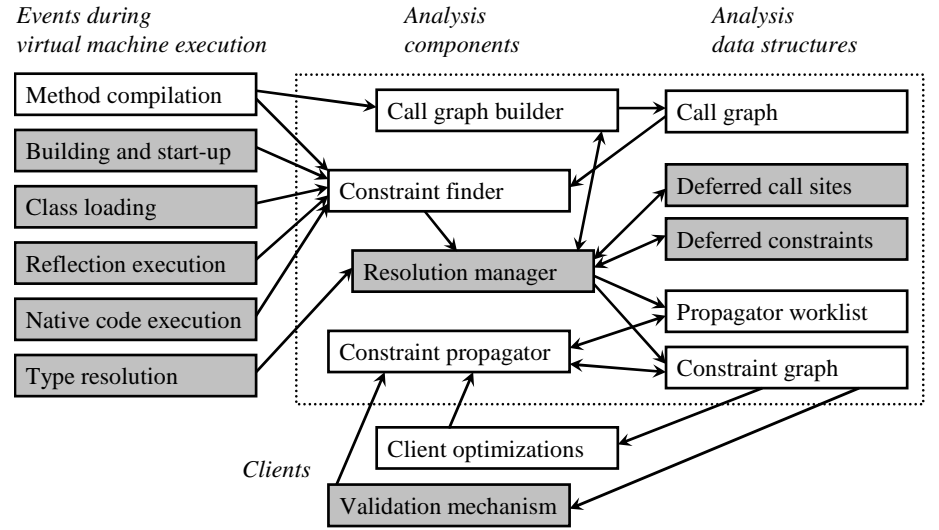 Events during
virtual machine execution
Analysis
components
Analysis
data structures
Method compilation
Building and start-up
Class loading
Reflection execution
Native code execution
Type resolution
Call graph builder
Constraint finder
Resolution manager
Constraint propagator
Call graph
Deferred call sites
Deferred constraints
Propagator worklist
Constraint graph
Clients
Client optimizations
Validation mechanism